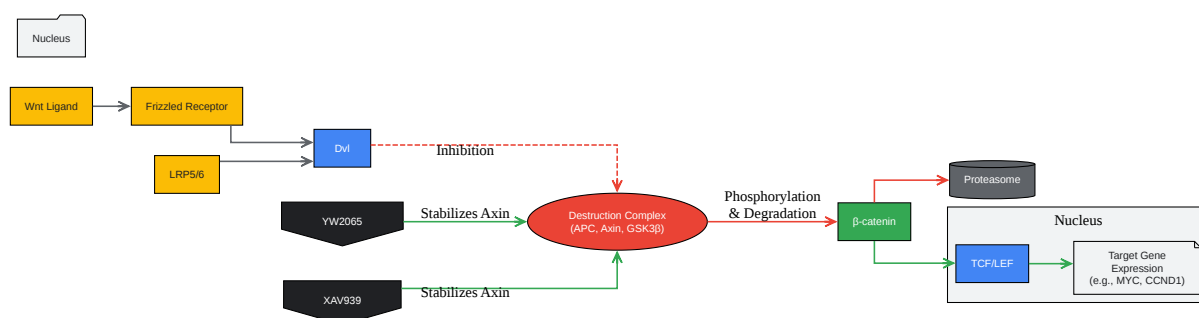 Nucleus
Wnt Ligand
Frizzled Receptor
LRP5/6
Dvl
Inhibition
YW2065
Stabilizes Axin
XAV939
Stabilizes Axin
Destruction Complex
(APC, Axin, GSK3β)
Phosphorylation
& Degradation
β-catenin
Proteasome
Nucleus
TCF/LEF
Target Gene
Expression
(e.g., MYC, CCND1)